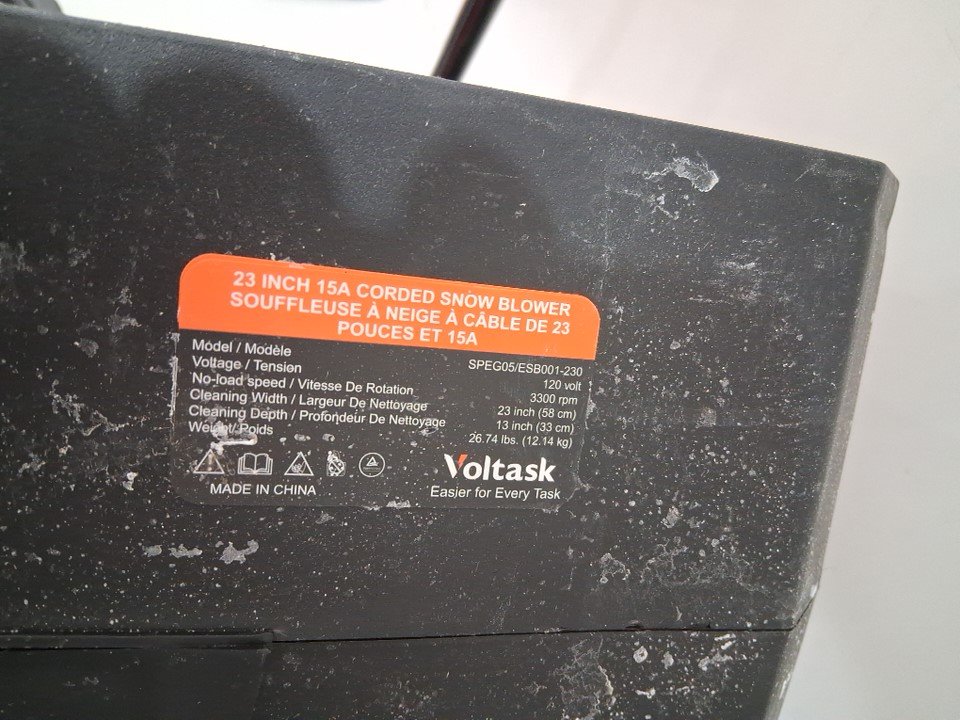 23 INCH 15A CORDED SNOW BLOWER
SOUFFLEUSE À NEIGE À CÂBLE DE 23
POUCES ET 15A
Model / Modèle SPEG05/ESB001-230
Voltage / Tension 120 volt
No-load speed / Vitesse De Rotation 3300 rpm
Cleaning Width / Largeur De Nettoyage 23 inch (58 cm)
Cleaning Depth / Profondeur De Nettoyage 13 inch (33 cm)
Weight/ Poids 26.74 lbs. (12.14 kg)
Voltask
MADE IN CHINA Easier for Every Task